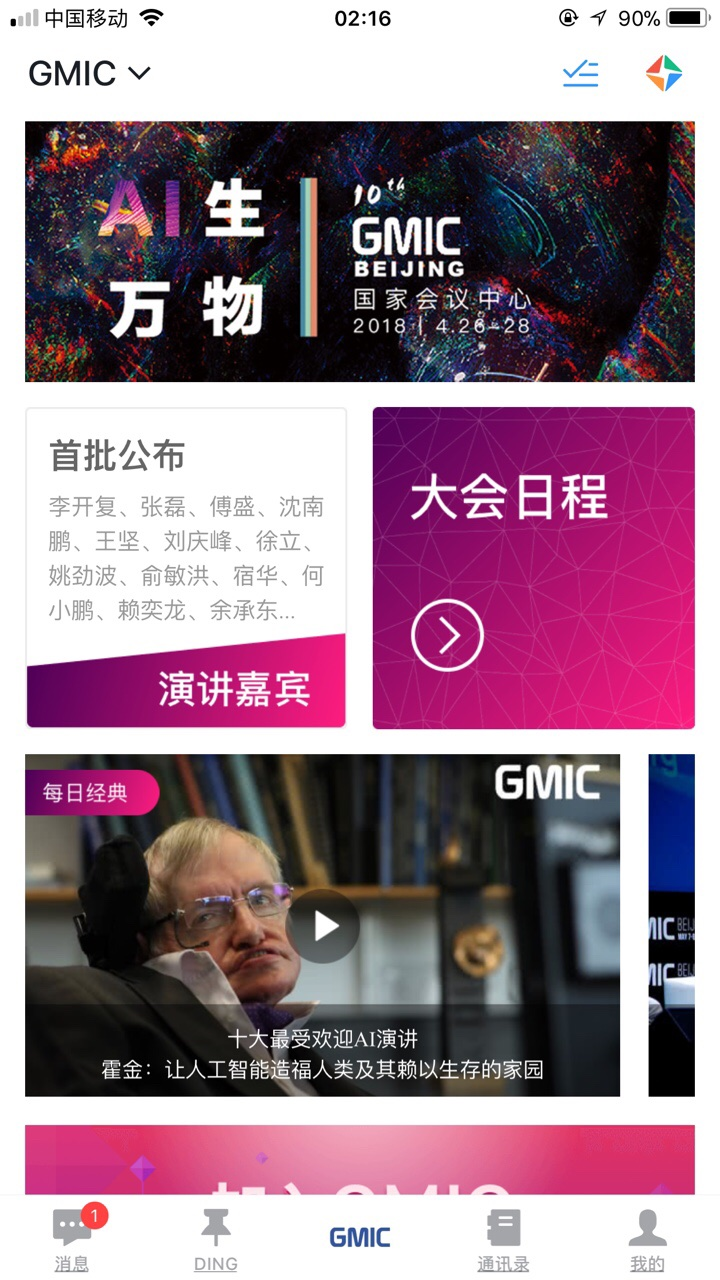 中国移动
02:16
90%
GMIC
AI生
万物
10th
GMIC
BEIJING
国家会议中心
2018 | 4.26-28
首批公布
李开复、张磊、傅盛、沈南
鹏、王坚、刘庆峰、徐立、
姚劲波、俞敏洪、宿华、何
小鹏、赖奕龙、余承东...
演讲嘉宾
大会日程
每日经典
GMIC
十大最受欢迎AI演讲
霍金：让人工智能造福人类及其赖以生存的家园
1
消息
DING
GMIC
通讯录
我的